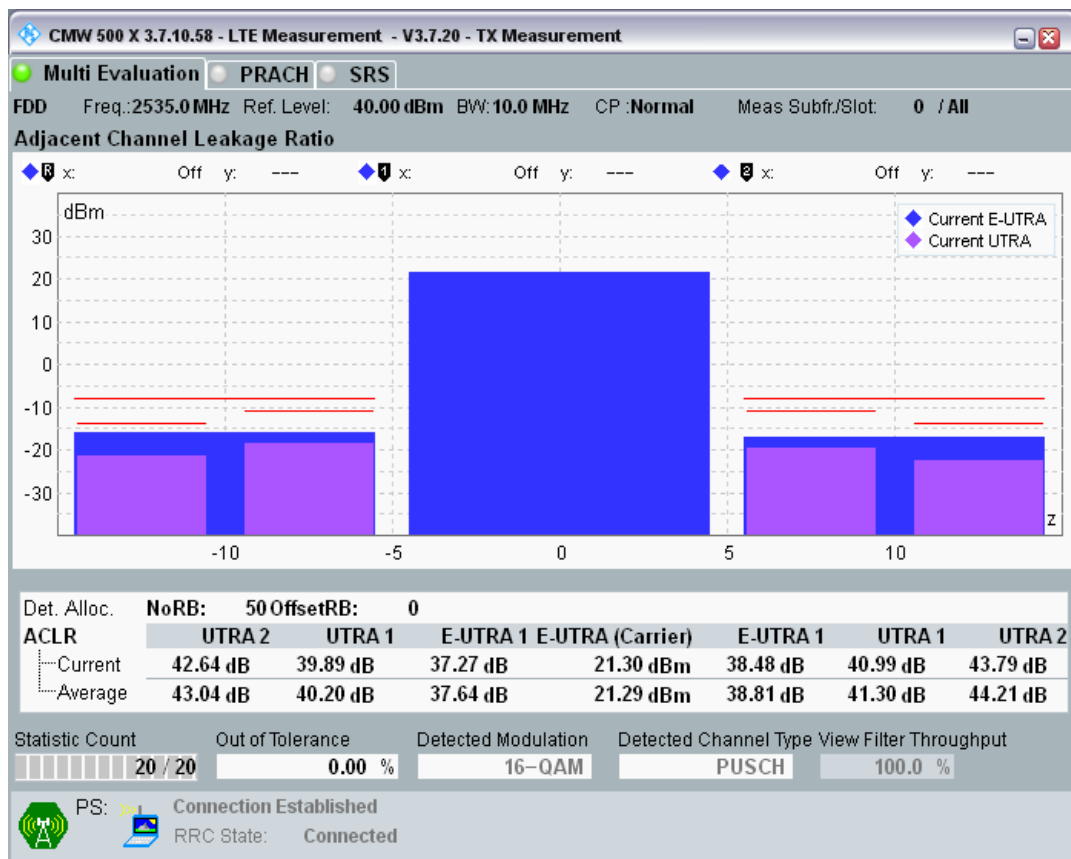 CMW 500 X 3.7.10.58 - LTE Measurement - V3.7.20 - TX Measurement
Multi Evaluation PRACH SRS
FDD Freq.:2535.0 MHz Ref. Level: 40.00 dBm BW:10.0 MHz CP :Normal Meas Subfr./Slot: 0 / All
Adjacent Channel Leakage Ratio
R x: Off y: --- 1 x: Off y: --- 2 x: Off y: ---
dBm
Current E-UTRA
Current UTRA
30
20
10
0
-10
-20
-30
z
-10 -5 0 5 10
Det. Alloc. NoRB: 50 OffsetRB: 0
ACLR UTRA 2 UTRA 1 E-UTRA 1 E-UTRA (Carrier) E-UTRA 1 UTRA 1 UTRA 2
Current 42.64 dB 39.89 dB 37.27 dB 21.30 dBm 38.48 dB 40.99 dB 43.79 dB
Average 43.04 dB 40.20 dB 37.64 dB 21.29 dBm 38.81 dB 41.30 dB 44.21 dB
Statistic Count Out of Tolerance Detected Modulation Detected Channel Type View Filter Throughput
20 / 20 0.00 % 16-QAM PUSCH 100.0 %
PS: Connection Established
RRC State: Connected